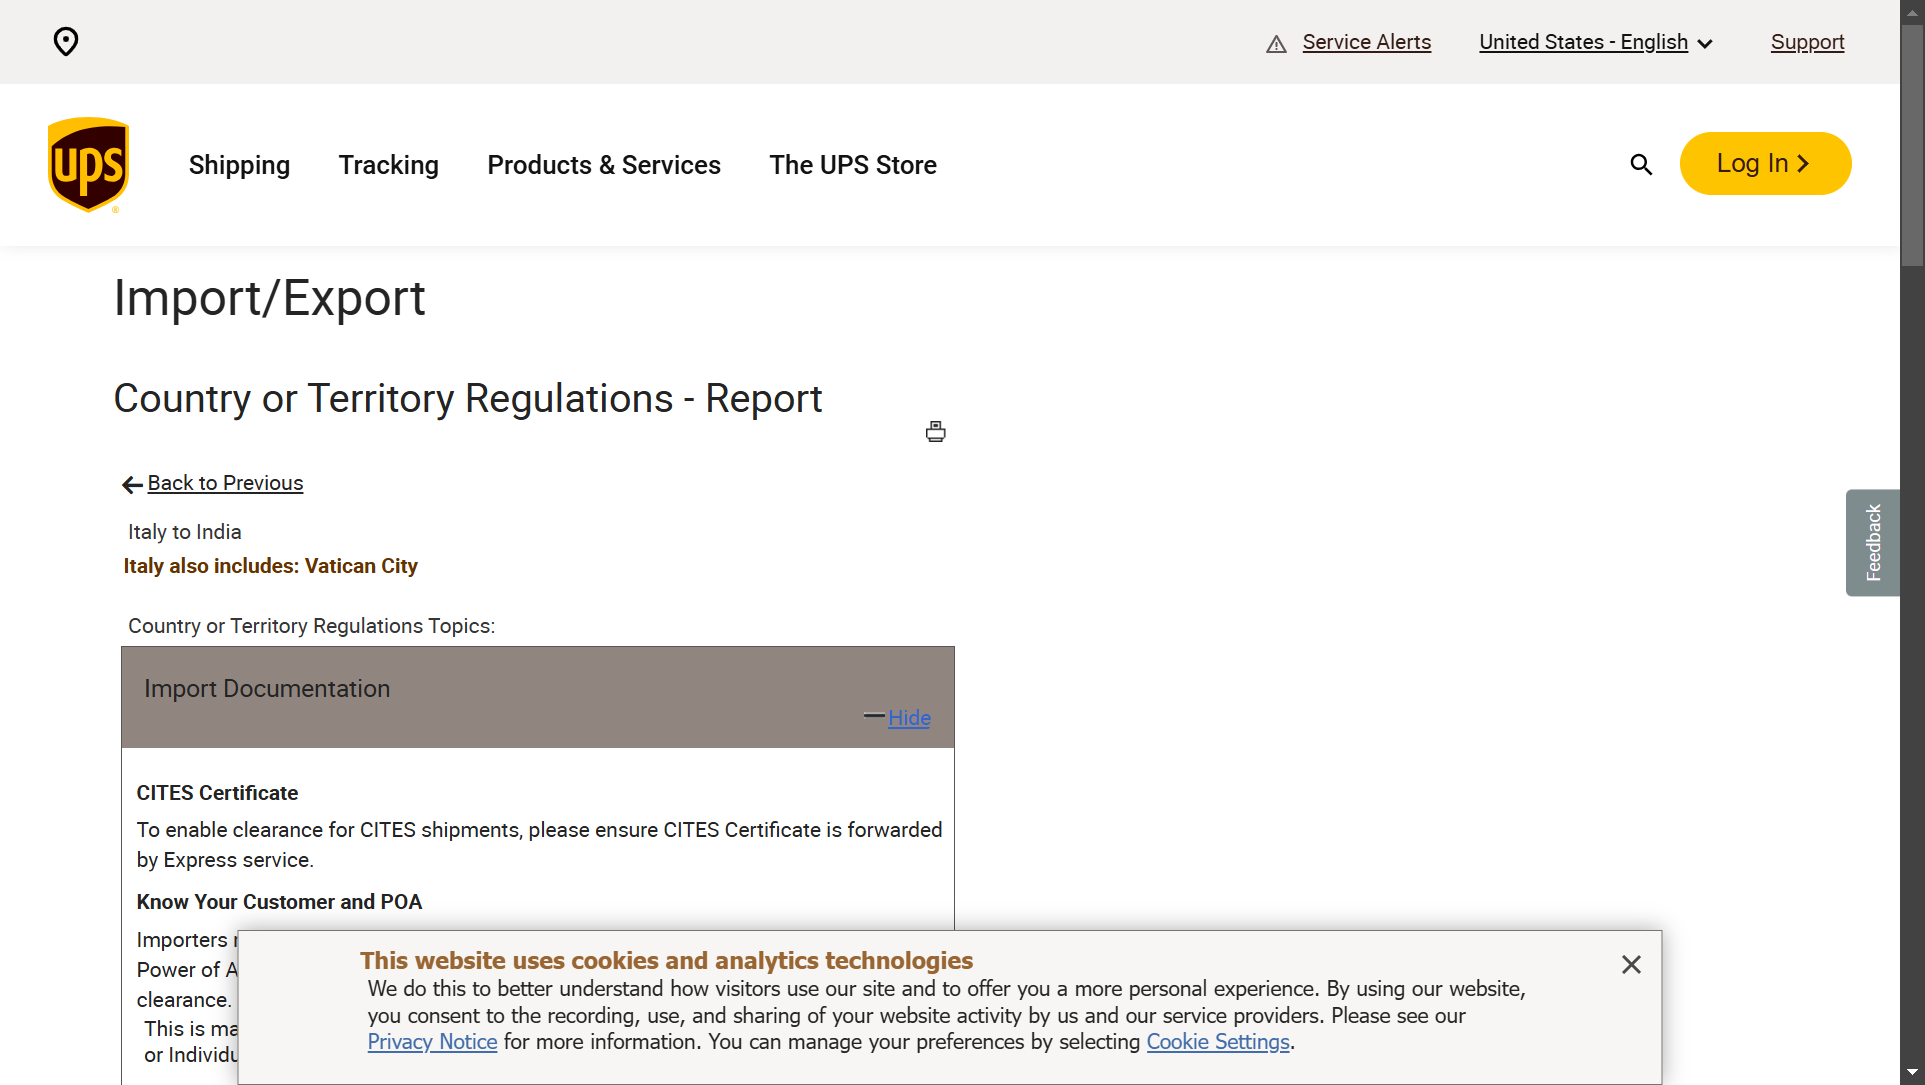 Service Alerts
United States - English
Support
ups
Shipping
Tracking
Products & Services
The UPS Store
Log In
Import/Export
Country or Territory Regulations - Report
Back to Previous
Italy to India
Italy also includes: Vatican City
Feedback
Country or Territory Regulations Topics:
Import Documentation
Hide
CITES Certificate
To enable clearance for CITES shipments, please ensure CITES Certificate is forwarded
by Express service.
Know Your Customer and POA
Importers
Power of
clearance.
This is
or
This website uses cookies and analytics technologies
We do this to better understand how visitors use our site and to offer you a more personal experience. By using our website,
you consent to the recording, use, and sharing of your website activity by us and our service providers. Please see our
Privacy Notice for more information. You can manage your preferences by selecting Cookie Settings.